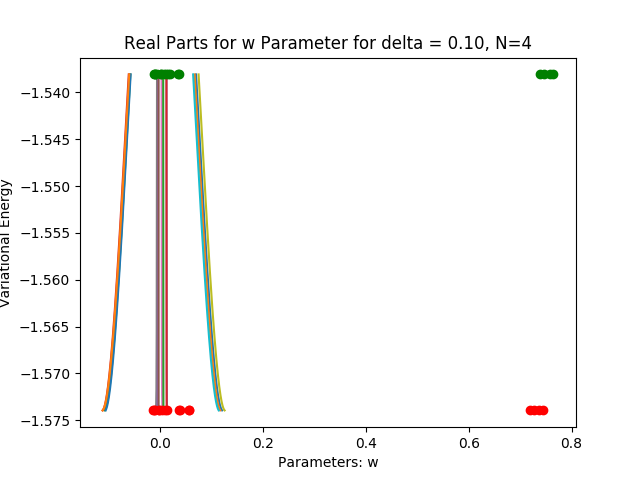 Real Parts for w Parameter for delta = 0.10, N=4
Variational Energy
−1.540
−1.545
−1.550
−1.555
−1.560
−1.565
−1.570
−1.575
0.0 0.2 0.4 0.6 0.8
Parameters: w